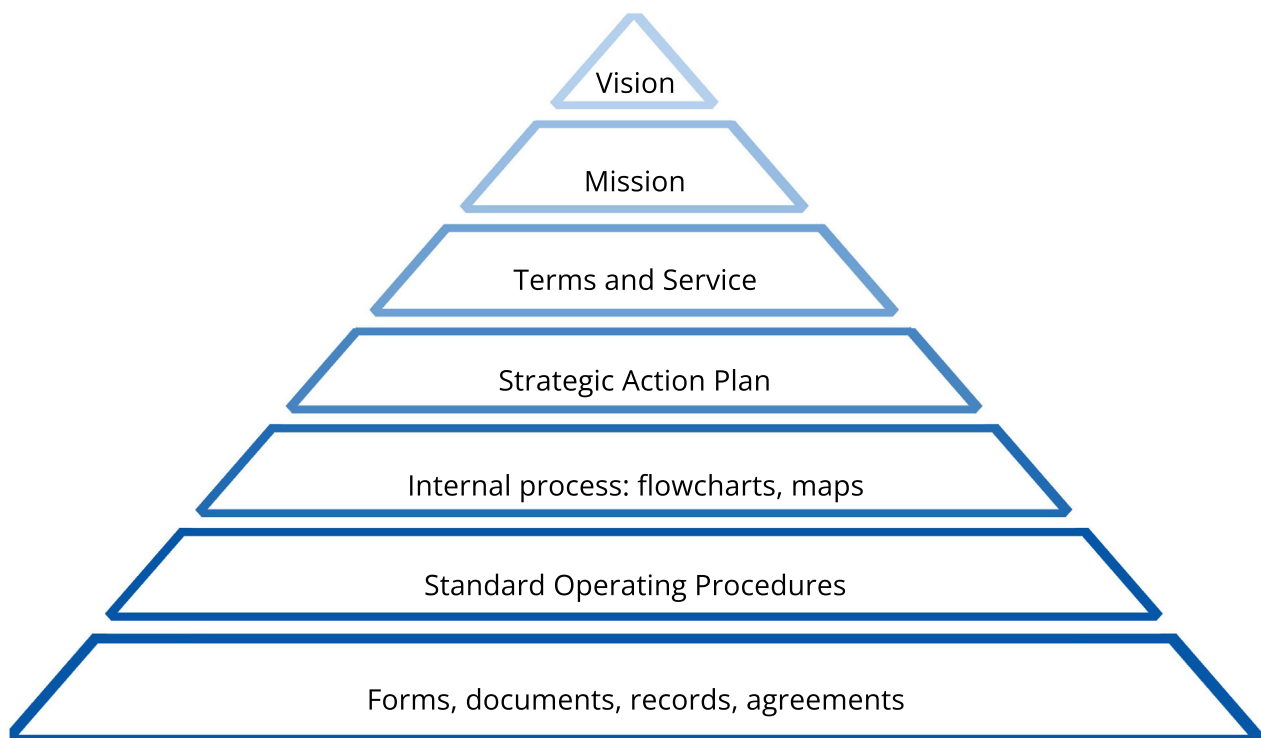 Vision
Mission
Terms and Service
Strategic Action Plan
Internal process: flowcharts, maps
Standard Operating Procedures
Forms, documents, records, agreements